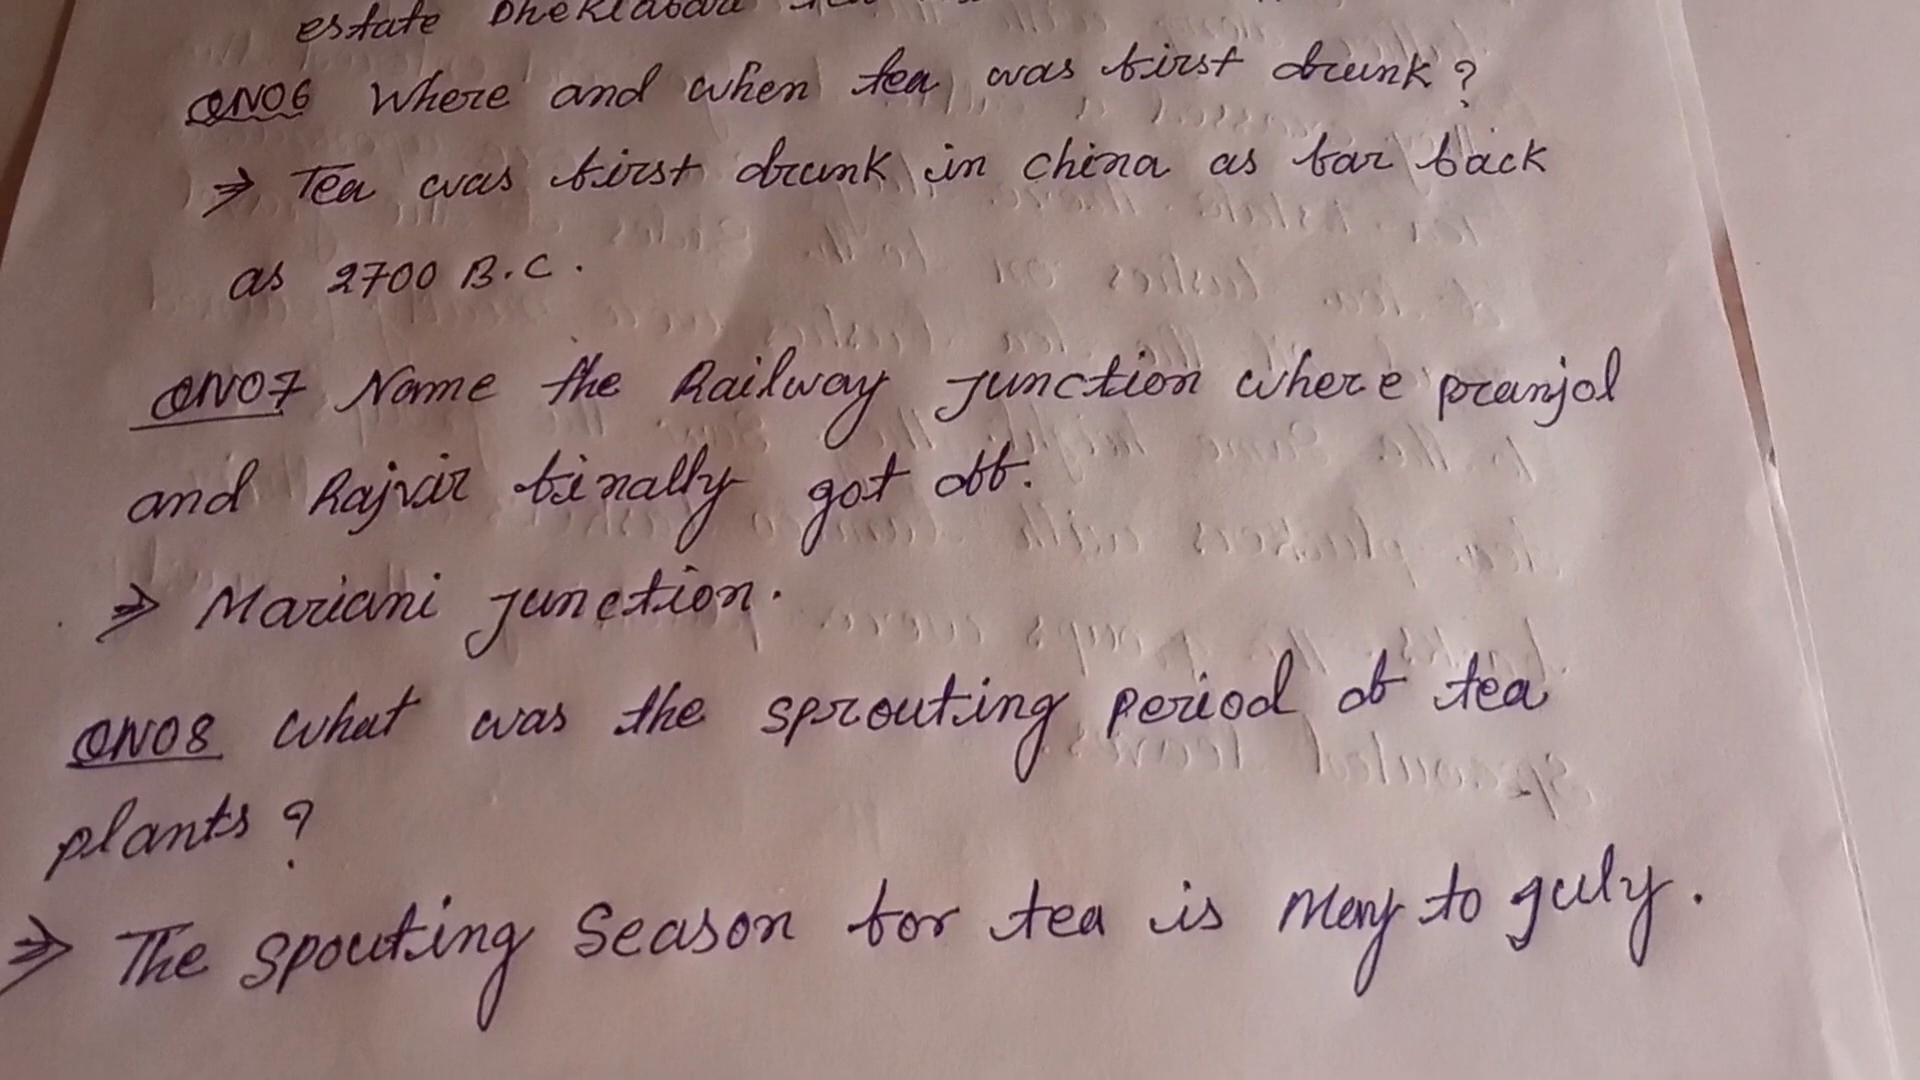 estate Dheklabari
QNO6 Where and when tea was first drunk?
⇒ Tea was first drunk in china as far back
as 2700 B.C.
QNO7 Name the Railway Junction where pranjol
and Rajvir finally got off.
⇒ Mariani Junction.
QNO8 What was the sprouting period of tea
plants?
⇒ The spouting Season for tea is May to july.